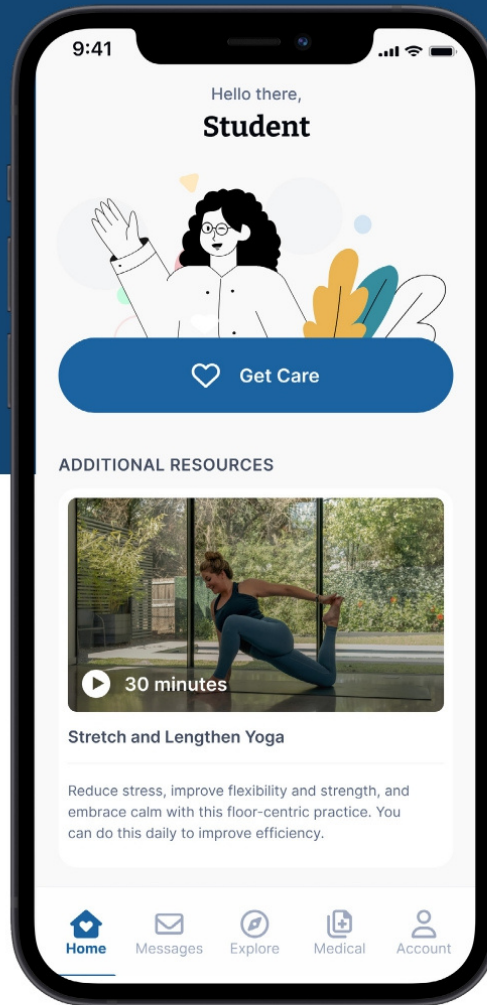 9:41
Hello there,
Student
Get Care
ADDITIONAL RESOURCES
30 minutes
Stretch and Lengthen Yoga
Reduce stress, improve flexibility and strength, and
embrace calm with this floor-centric practice. You
can do this daily to improve efficiency.
Home Messages Explore Medical Account